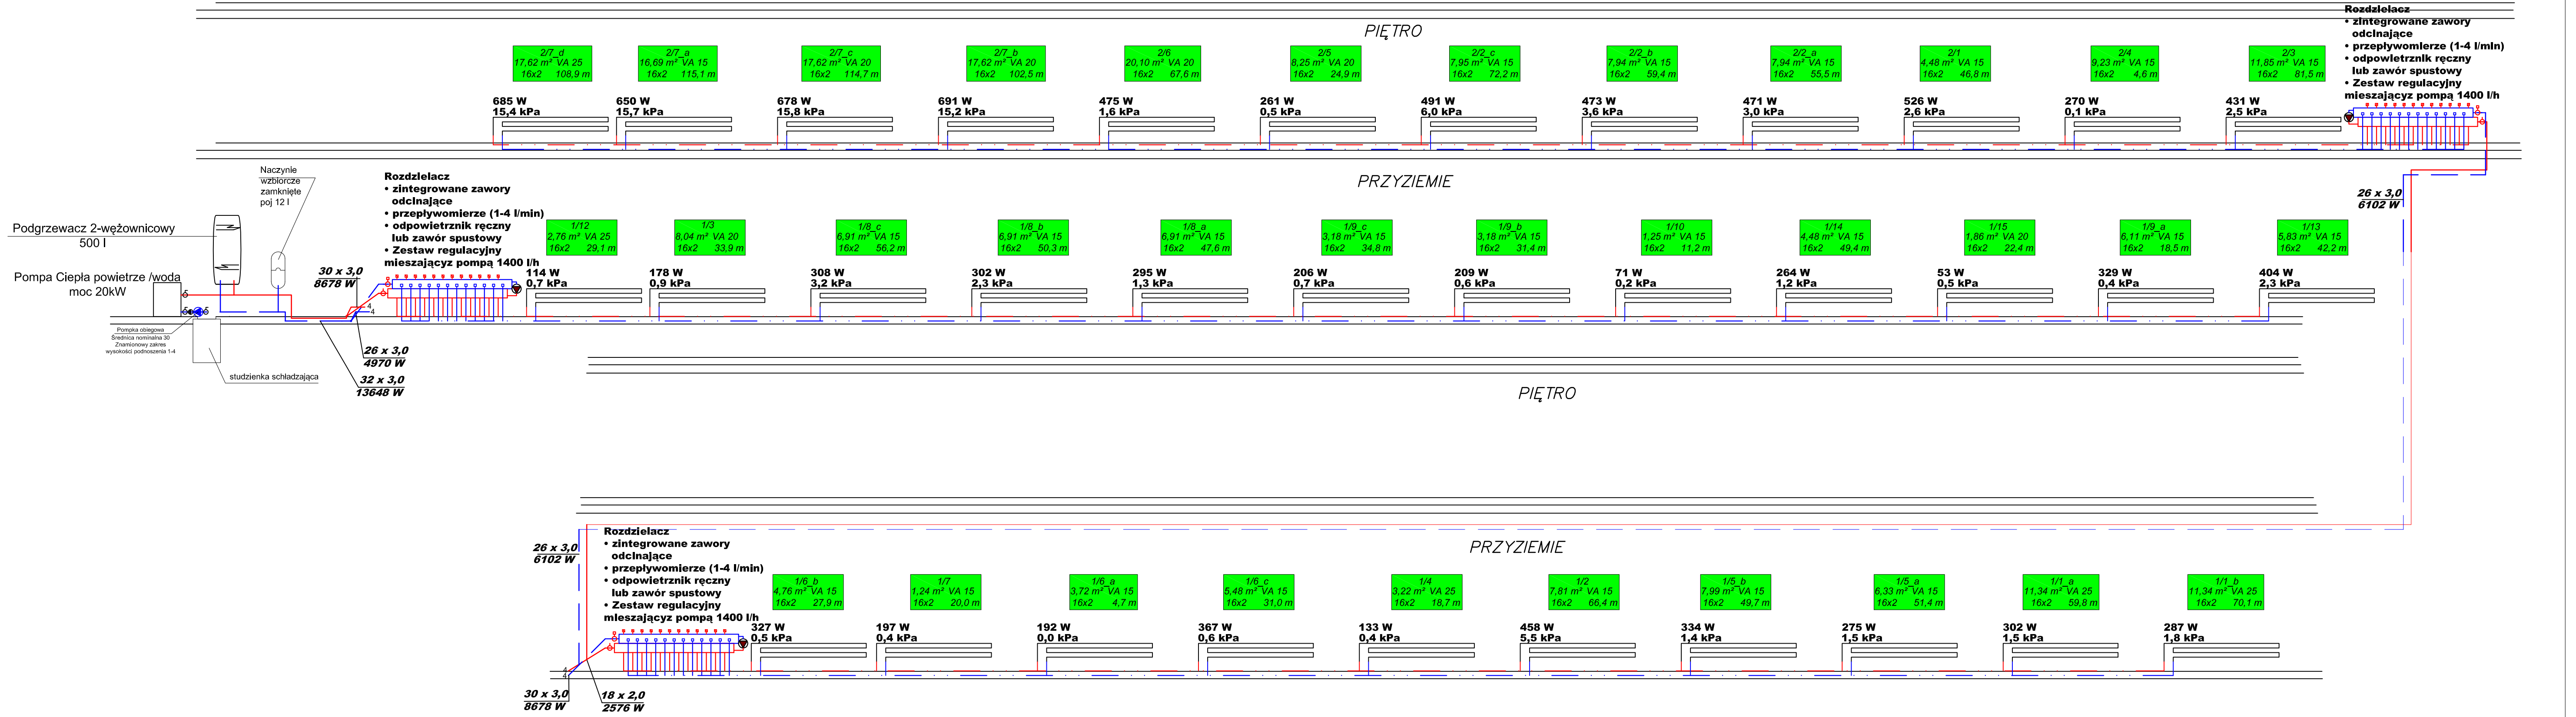 PIĘTRO
2/7_d
17,62 m² VA 25
16x2 108,9 m
685 W
15,4 kPa
2/7_a
16,69 m² VA 15
16x2 115,1 m
650 W
15,7 kPa
2/7_c
17,62 m² VA 20
16x2 114,7 m
678 W
15,8 kPa
2/7_b
17,62 m² VA 20
16x2 102,5 m
691 W
15,2 kPa
2/6
20,10 m² VA 20
16x2 67,6 m
475 W
1,6 kPa
2/5
8,25 m² VA 20
16x2 24,9 m
261 W
0,5 kPa
2/2_c
7,95 m² VA 15
16x2 72,2 m
491 W
6,0 kPa
2/2_b
7,94 m² VA 15
16x2 59,4 m
473 W
3,6 kPa
2/2_a
7,94 m² VA 15
16x2 55,5 m
471 W
3,0 kPa
2/1
4,48 m² VA 15
16x2 46,8 m
526 W
2,6 kPa
2/4
9,23 m² VA 15
16x2 4,6 m
270 W
0,1 kPa
2/3
11,85 m² VA 15
16x2 81,5 m
431 W
2,5 kPa
Rozdzielacz
• zintegrowane zawory
odcinające
• przepływomierze (1-4 l/min)
• odpowietrznik ręczny
lub zawór spustowy
• Zestaw regulacyjny
mieszającyz pompą 1400 l/h
PRZYZIEMIE
26 x 3,0
6102 W
Naczynie
wzbiorcze
zamknięte
poj 12 l
Podgrzewacz 2-wężownicowy
500 l
Pompa Ciepła powietrze /woda
moc 20kW
5
5
5
Pompka obiegowa
Średnica nominalna 30
Znamionowy zakres
wysokości podnoszenia 1-4
studzienka schładzająca
30 x 3,0
8678 W
4
4
26 x 3,0
4970 W
32 x 3,0
13648 W
Rozdzielacz
• zintegrowane zawory
odcinające
• przepływomierze (1-4 l/min)
• odpowietrznik ręczny
lub zawór spustowy
• Zestaw regulacyjny
mieszającyz pompą 1400 l/h
1/12
2,76 m² VA 25
16x2 29,1 m
114 W
0,7 kPa
1/3
8,04 m² VA 20
16x2 33,9 m
178 W
0,9 kPa
1/8_c
6,91 m² VA 15
16x2 56,2 m
308 W
3,2 kPa
1/8_b
6,91 m² VA 15
16x2 50,3 m
302 W
2,3 kPa
1/8_a
6,91 m² VA 15
16x2 47,6 m
295 W
1,3 kPa
1/9_c
3,18 m² VA 15
16x2 34,8 m
206 W
0,7 kPa
1/9_b
3,18 m² VA 15
16x2 31,4 m
209 W
0,6 kPa
1/10
1,25 m² VA 15
16x2 11,2 m
71 W
0,2 kPa
1/14
4,48 m² VA 15
16x2 49,4 m
264 W
1,2 kPa
1/15
1,86 m² VA 20
16x2 22,4 m
53 W
0,5 kPa
1/9_a
6,11 m² VA 15
16x2 18,5 m
329 W
0,4 kPa
1/13
5,83 m² VA 15
16x2 42,2 m
404 W
2,3 kPa
PIĘTRO
PRZYZIEMIE
26 x 3,0
6102 W
Rozdzielacz
• zintegrowane zawory
odcinające
• przepływomierze (1-4 l/min)
• odpowietrznik ręczny
lub zawór spustowy
• Zestaw regulacyjny
mieszającyz pompą 1400 l/h
4
4
30 x 3,0
8678 W
18 x 2,0
2576 W
1/6_b
4,76 m² VA 15
16x2 27,9 m
327 W
0,5 kPa
1/7
1,24 m² VA 15
16x2 20,0 m
197 W
0,4 kPa
1/6_a
3,72 m² VA 15
16x2 4,7 m
192 W
0,0 kPa
1/6_c
5,48 m² VA 15
16x2 31,0 m
367 W
0,6 kPa
1/4
3,22 m² VA 25
16x2 18,7 m
133 W
0,4 kPa
1/2
7,81 m² VA 15
16x2 66,4 m
458 W
5,5 kPa
1/5_b
7,99 m² VA 15
16x2 49,7 m
334 W
1,4 kPa
1/5_a
6,33 m² VA 15
16x2 51,4 m
275 W
1,5 kPa
1/1_a
11,34 m² VA 25
16x2 59,8 m
302 W
1,5 kPa
1/1_b
11,34 m² VA 25
16x2 70,1 m
287 W
1,8 kPa